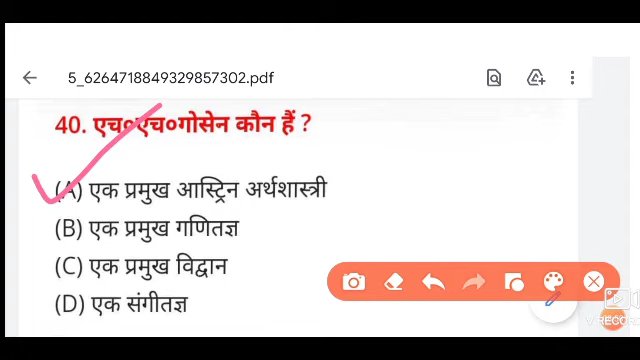 5_6264718849329857302.pdf
40. एच०एच०गोसेन कौन हैं ?
(A) एक प्रमुख आस्ट्रिन अर्थशास्त्री
(B) एक प्रमुख गणितज्ञ
(C) एक प्रमुख विद्वान
(D) एक संगीतज्ञ